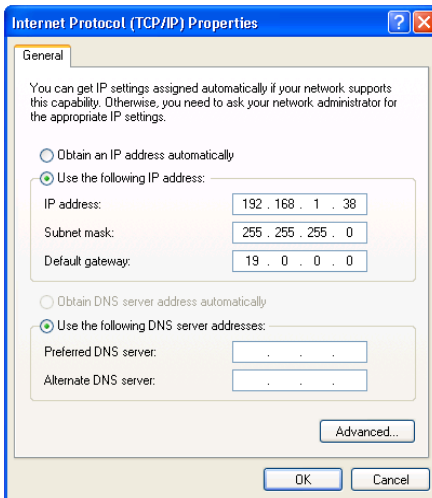 Internet Protocol (TCP/IP) Properties
General
You can get IP settings assigned automatically if your network supports
this capability. Otherwise, you need to ask your network administrator for
the appropriate IP settings.
Obtain an IP address automatically
Use the following IP address:
IP address: 192 . 168 . 1 . 38
Subnet mask: 255 . 255 . 255 . 0
Default gateway: 19 . 0 . 0 . 0
Obtain DNS server address automatically
Use the following DNS server addresses:
Preferred DNS server: . . .
Alternate DNS server: . . .
Advanced...
OK Cancel